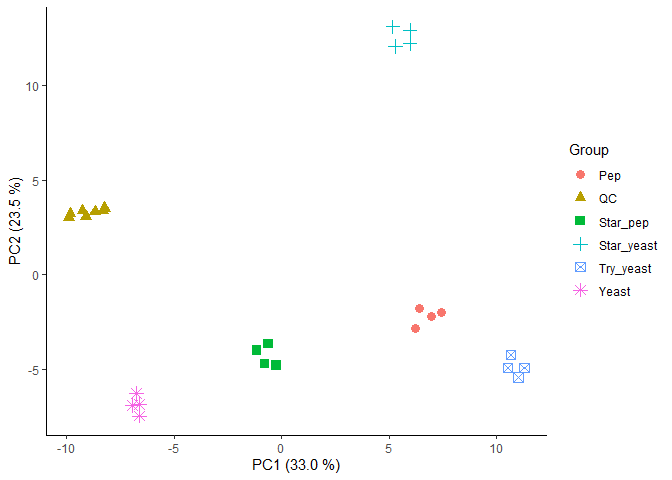 10
5
0
-5
PC2 (23.5 %)
-10
-5
0
5
10
PC1 (33.0 %)
Group
Pep
QC
Star_pep
Star_yeast
Try_yeast
Yeast